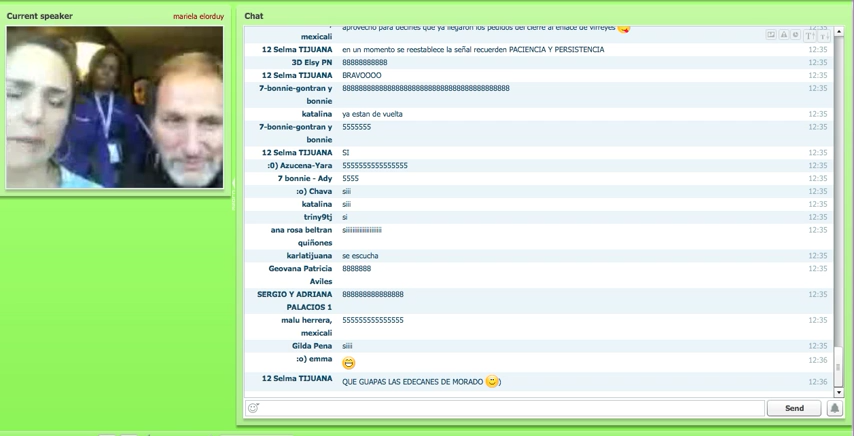 Current speaker
mariela elorduy
Chat
aprovecho para decirles que ya llegaron los pedidos del cierre al enlace de virreyes 12:35
mexicali
12 Selma TIJUANA en un momento se reestablece la señal recuerden PACIENCIA Y PERSISTENCIA 12:35
3D Elsy PN 88888888888 12:35
12 Selma TIJUANA BRAVOOOO 12:35
7-bonnie-gontran y 8888888888888888888888888888888888888888888 12:35
bonnie
katalina ya estan de vuelta 12:35
7-bonnie-gontran y 5555555 12:35
bonnie
12 Selma TIJUANA SI 12:35
:0) Azucena-Yara 5555555555555555 12:35
7 bonnie - Ady 5555 12:35
:o) Chava siii 12:35
katalina siii 12:35
triny9tj si 12:35
ana rosa beltran siiiiiiiiiiiiiiiiiii 12:35
quiñones
karlatijuana se escucha 12:35
Geovana Patricia 8888888 12:35
Aviles
SERGIO Y ADRIANA 888888888888888 12:35
PALACIOS 1
malu herrera, 555555555555555 12:35
mexicali
Gilda Pena siiii 12:35
:o) emma 12:36
12 Selma TIJUANA QUE GUAPAS LAS EDECANES DE MORADO ) 12:36
Send